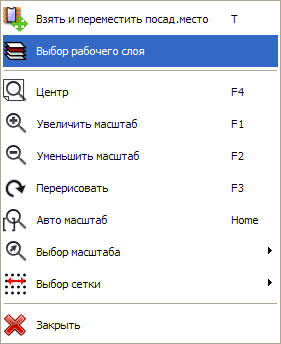 Взять и переместить посад.место T
Выбор рабочего слоя
Центр F4
Увеличить масштаб F1
Уменьшить масштаб F2
Перерисовать F3
Авто масштаб Home
Выбор масштаба
Выбор сетки
Закрыть